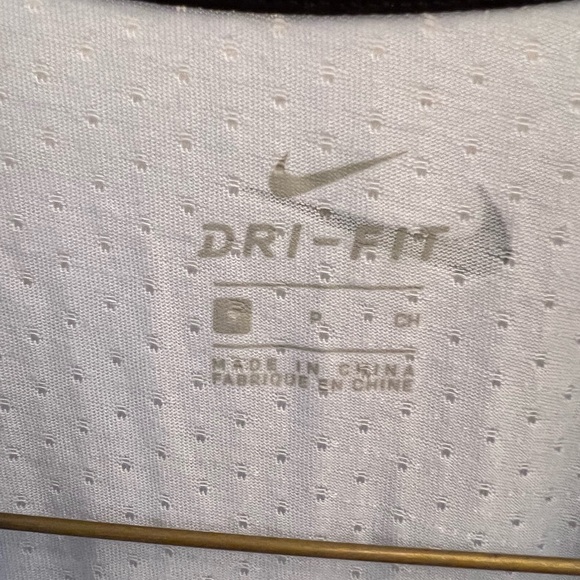 DRI-FIT
P CH
MADE IN CHINA
FABRIQUE EN CHINE